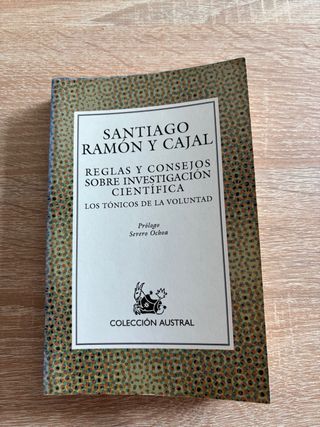 SANTIAGO
RAMÓN Y CAJAL
REGLAS Y CONSEJOS
SOBRE INVESTIGACIÓN
CIENTÍFICA
LOS TÓNICOS DE LA VOLUNTAD
Prólogo
Severo Ochoa
COLECCIÓN AUSTRAL